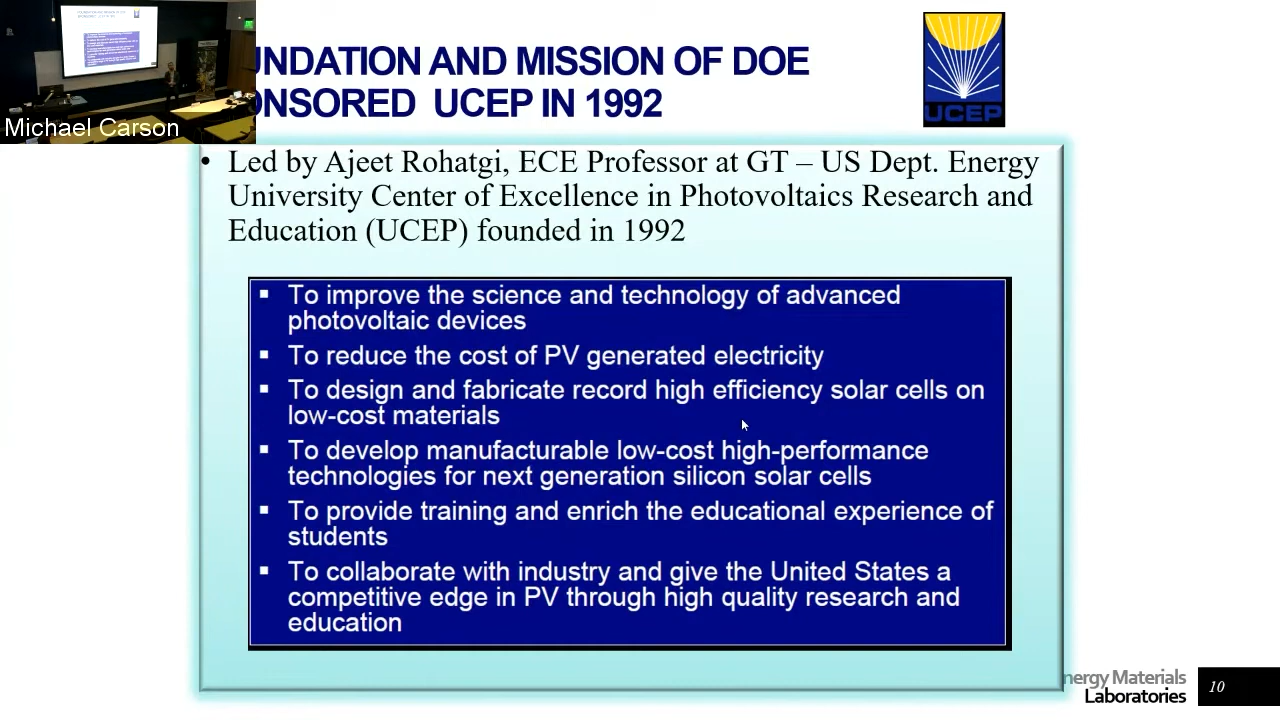 UNDATION AND MISSION OF DOE
ONSORED UCEP IN 1992
UCEP
Michael Carson
• Led by Ajeet Rohatgi, ECE Professor at GT – US Dept. Energy
University Center of Excellence in Photovoltaics Research and
Education (UCEP) founded in 1992
▪ To improve the science and technology of advanced
photovoltaic devices
▪ To reduce the cost of PV generated electricity
▪ To design and fabricate record high efficiency solar cells on
low-cost materials
▪ To develop manufacturable low-cost high-performance
technologies for next generation silicon solar cells
▪ To provide training and enrich the educational experience of
students
▪ To collaborate with industry and give the United States a
competitive edge in PV through high quality research and
education
nergy Materials
Laboratories
10